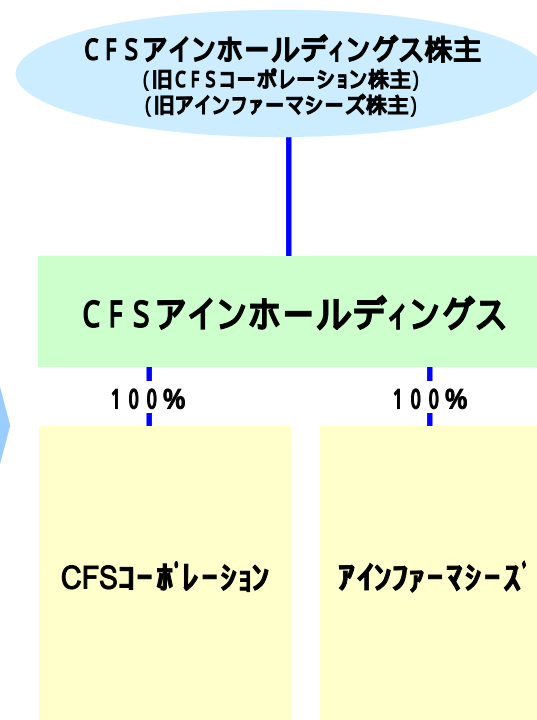 ＣＦＳアインホールディングス株主
(旧ＣＦＳコーポレーション株主)
(旧アインファーマシーズ株主)
ＣＦＳアインホールディングス
１００％ １００％
CFSｺｰﾎﾟﾚｰｼｮﾝ ｱｲﾝﾌｧｰﾏｼｰｽﾞ